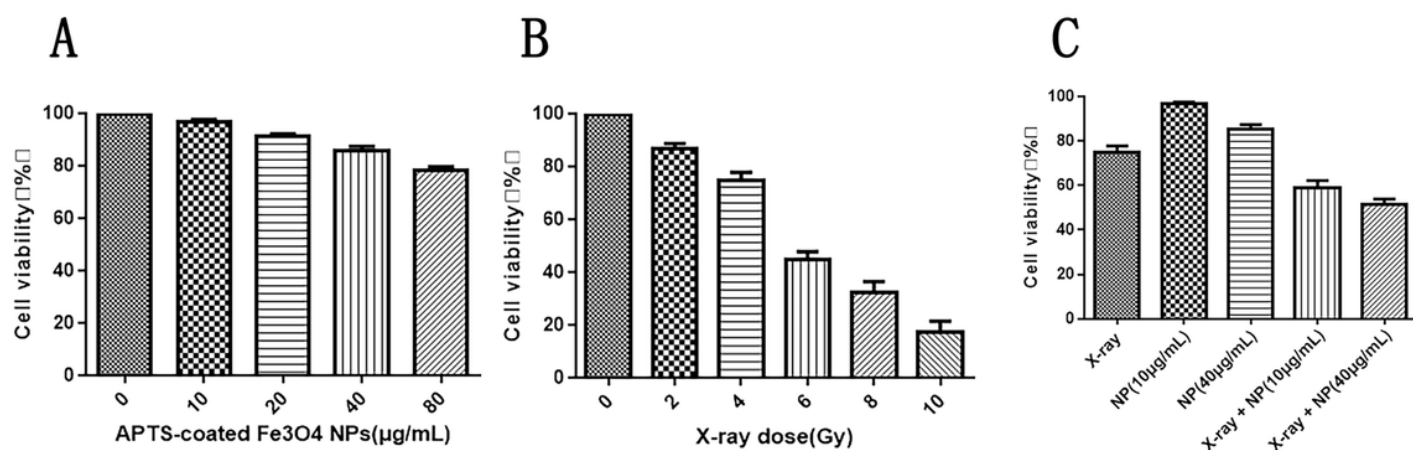 A
B
C
Cell viability□%□
100
80
60
40
20
0
0
10
20
40
80
APTS-coated Fe3O4 NPs(µg/mL)
Cell viability□%□
100
80
60
40
20
0
0
2
4
6
8
10
X-ray dose(Gy)
Cell viability□%□
100
80
60
40
20
0
X-ray
NP(10µg/mL)
NP(40µg/mL)
X-ray + NP(10µg/mL)
X-ray + NP(40µg/mL)